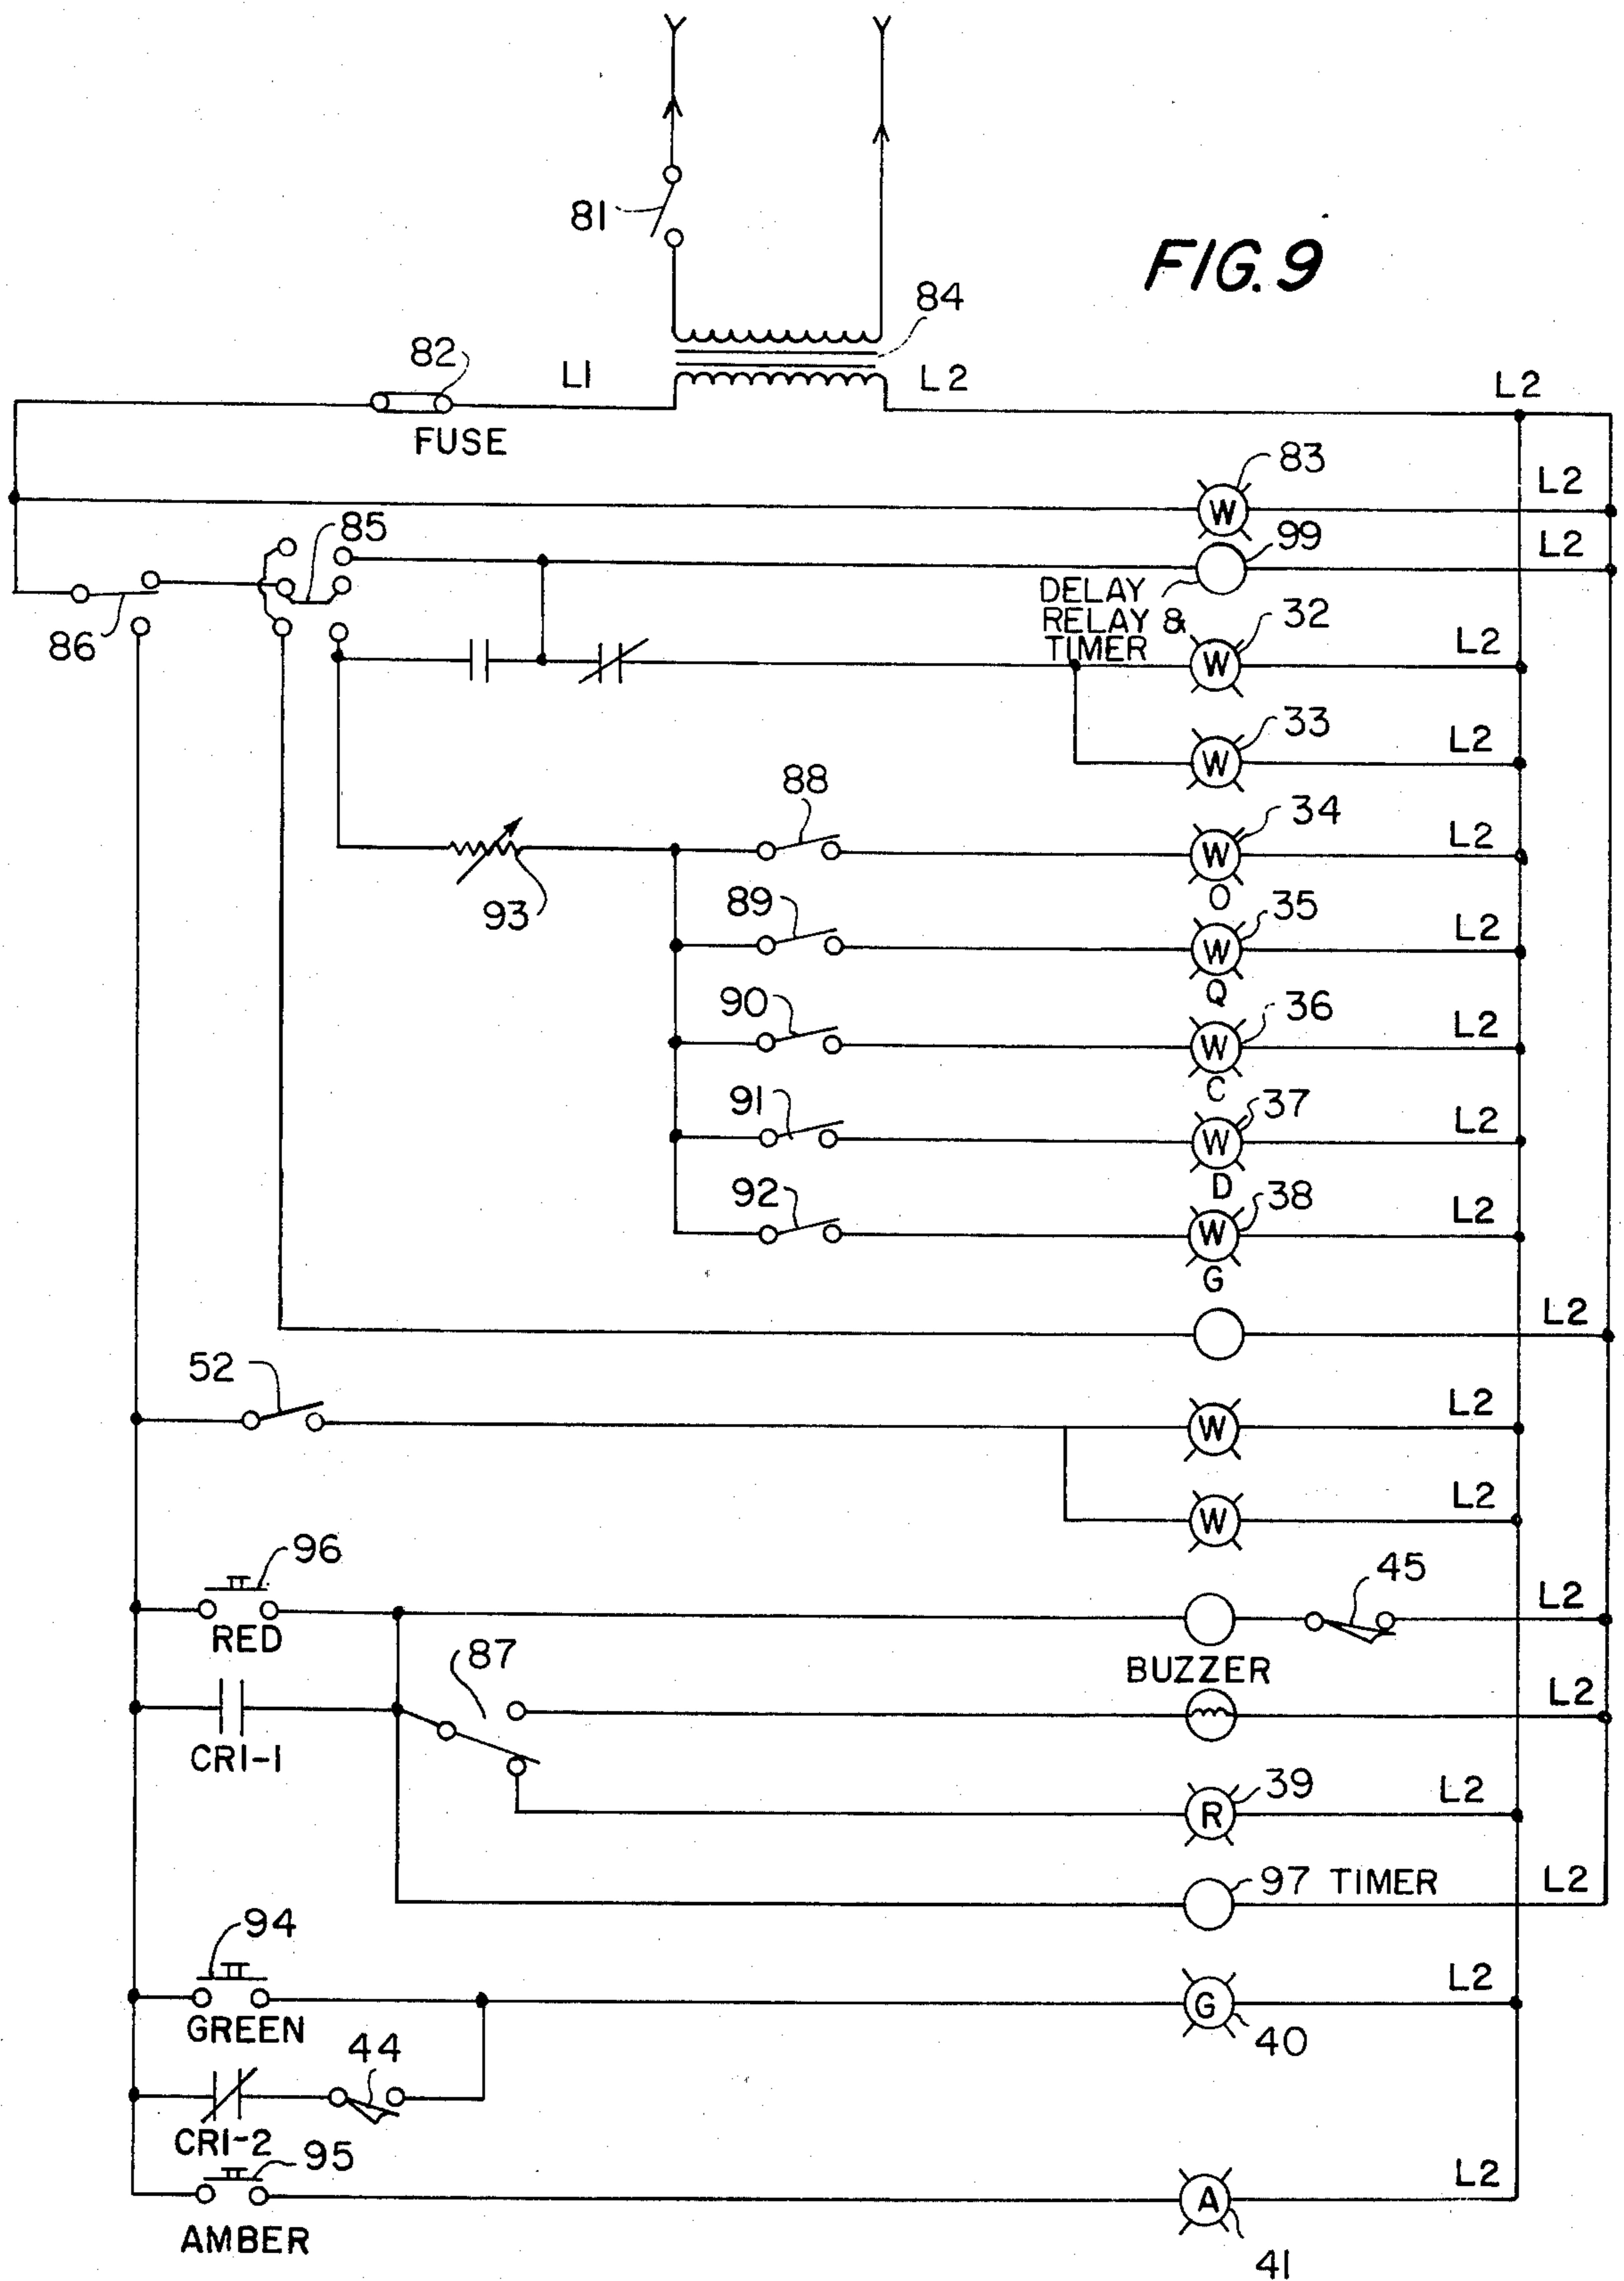 81
FIG. 9
84
82
L1
L2
L2
FUSE
83
L2
W
85
99
L2
86
DELAY
RELAY &
TIMER
32
L2
W
33
L2
W
88
34
L2
W
O
93
89
35
L2
W
Q
90
36
L2
W
C
91
37
L2
W
D
92
38
L2
W
G
L2
52
L2
W
L2
W
96
45
L2
RED
BUZZER
87
L2
CR1-1
39
L2
R
97 TIMER
L2
94
L2
G
GREEN
40
44
CR1-2
95
L2
A
AMBER
41